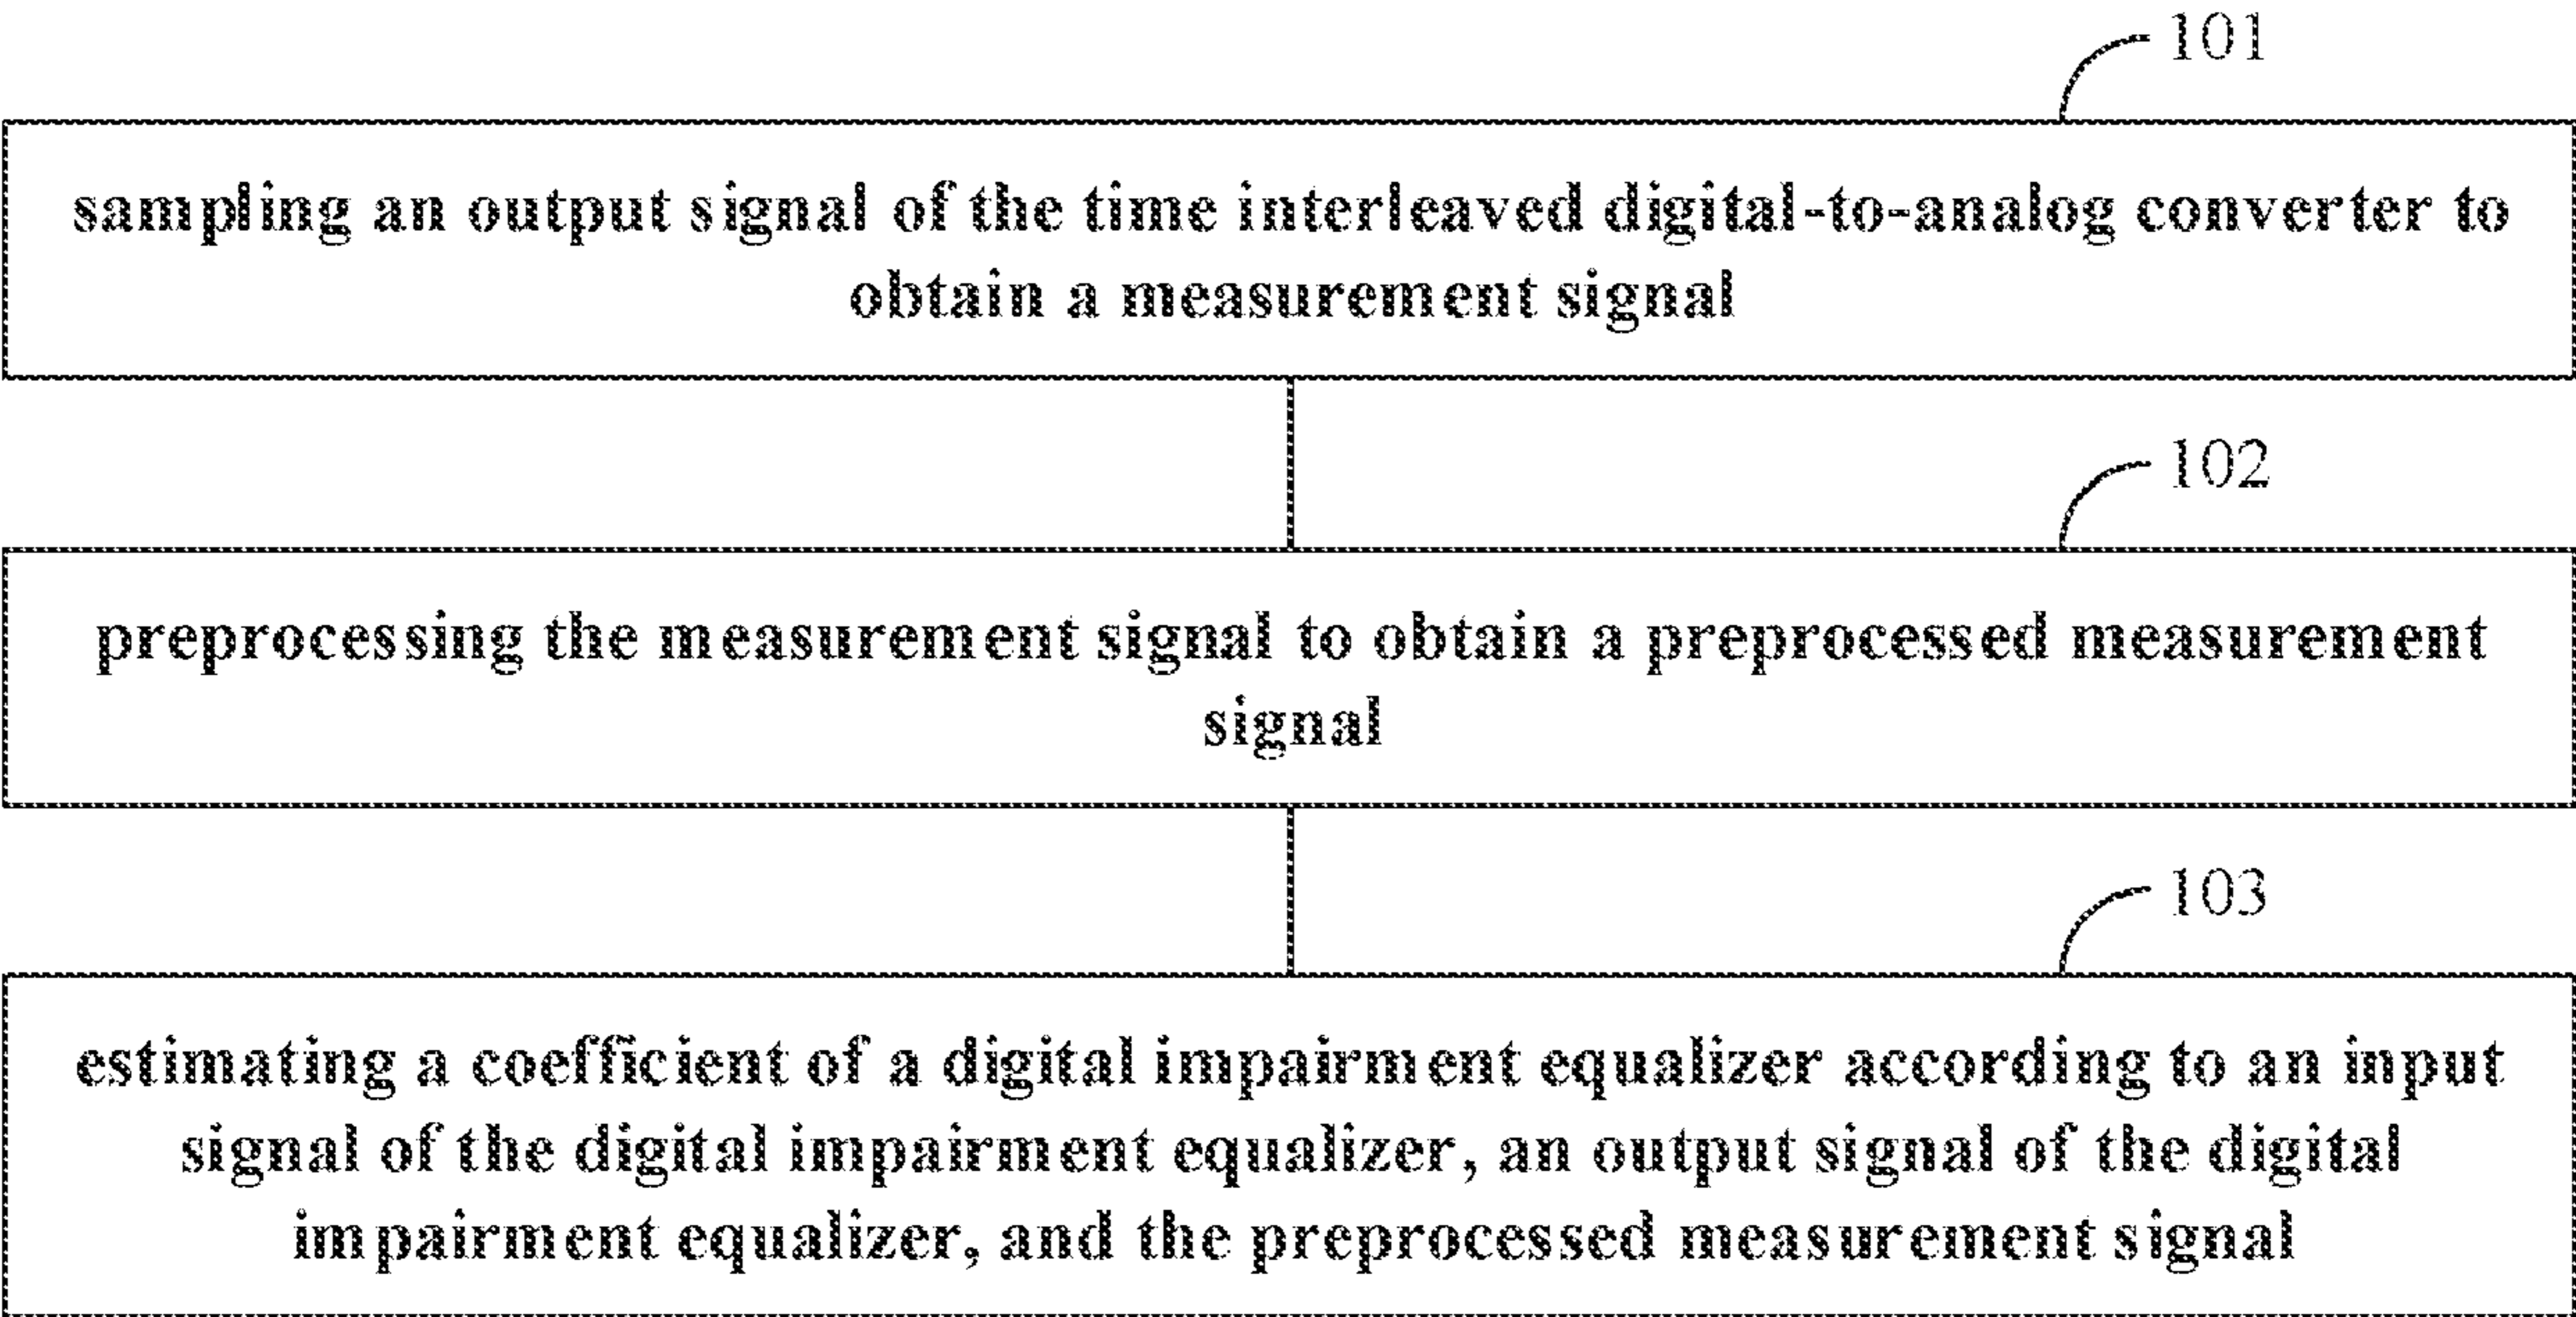 101
sampling an output signal of the time interleaved digital-to-analog converter to
obtain a measurement signal
102
preprocessing the measurement signal to obtain a preprocessed measurement
signal
103
estimating a coefficient of a digital impairment equalizer according to an input
signal of the digital impairment equalizer, an output signal of the digital
impairment equalizer, and the preprocessed measurement signal